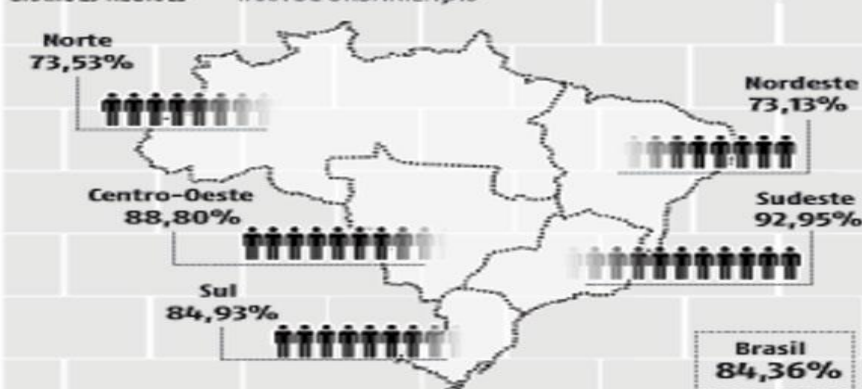 Norte
73,53%
Nordeste
73,13%
Centro-Oeste
88,80%
Sudeste
92,95%
Sul
84,93%
Brasil
84,36%